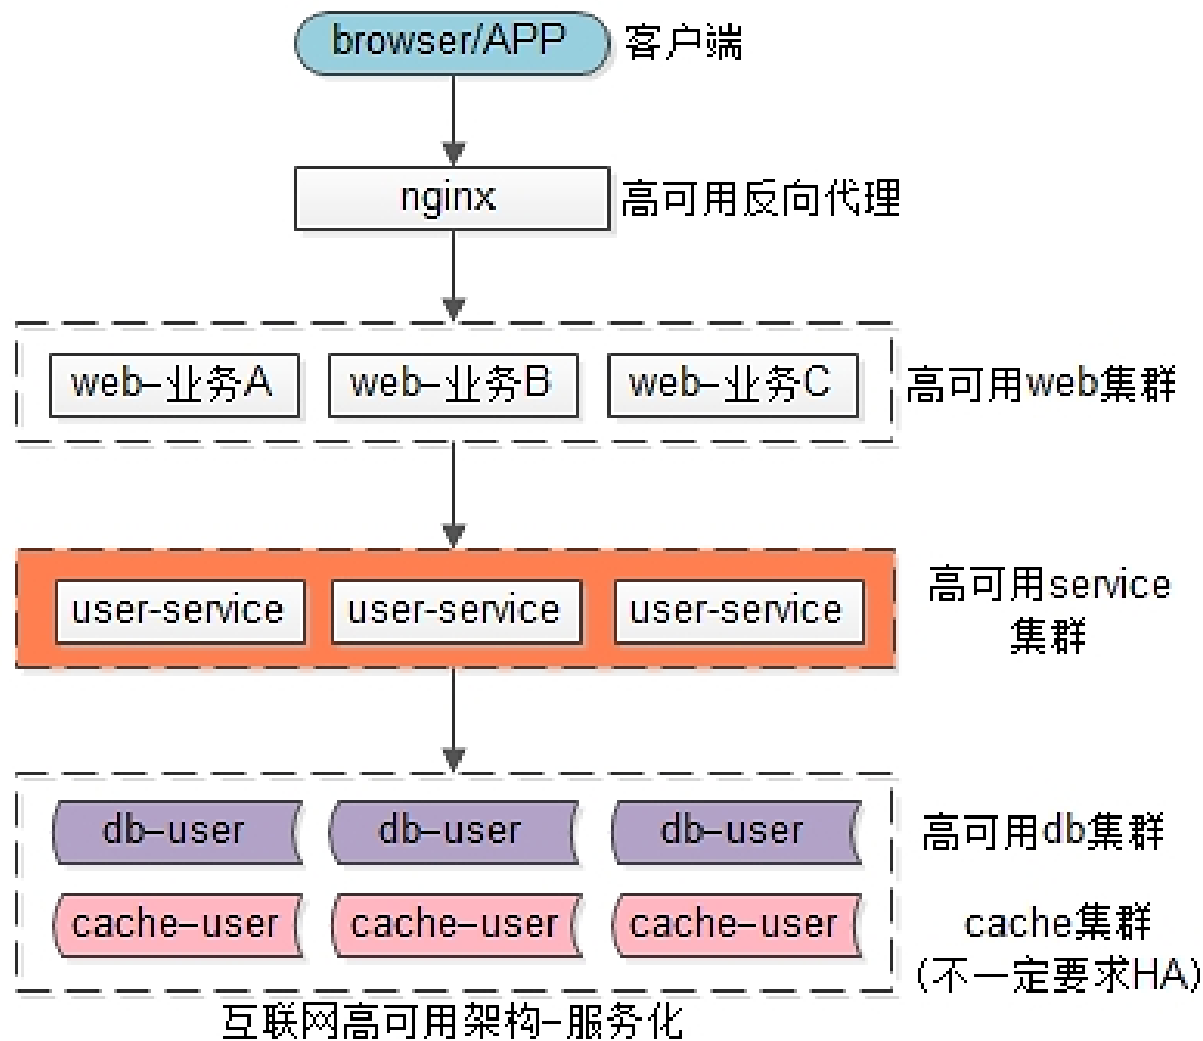 browser/APP 客户端
nginx 高可用反向代理
web-业务A web-业务B web-业务C 高可用web集群
user-service user-service user-service 高可用service
集群
db-user db-user db-user 高可用db集群
cache-user cache-user cache-user cache集群
(不一定要求HA)
互联网高可用架构-服务化